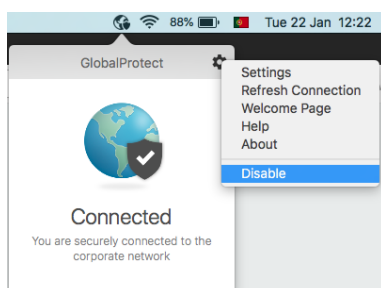 88% Tue 22 Jan 12:22
GlobalProtect
Settings
Refresh Connection
Welcome Page
Help
About
Disable
Connected
You are securely connected to the
corporate network